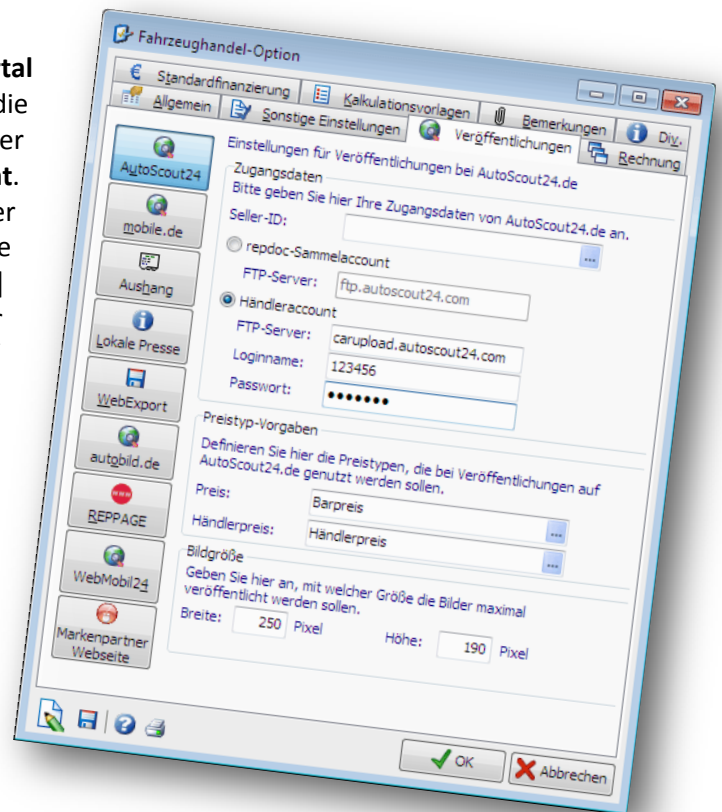 rtal
die
er
t.
er
e
Fahrzeughandel-Option
Standardfinanzierung
Kalkulationsvorlagen
Bemerkungen
Div.
Allgemein
Sonstige Einstellungen
Veröffentlichungen
Rechnung
AutoScout24
mobile.de
Aushang
Lokale Presse
WebExport
autobild.de
REPPAGE
WebMobil24
Markenpartner
Webseite
Einstellungen für Veröffentlichungen bei AutoScout24.de
Zugangsdaten
Bitte geben Sie hier Ihre Zugangsdaten von AutoScout24.de an.
Seller-ID:
...
repdoc-Sammelaccount
FTP-Server: ftp.autoscout24.com
Händleraccount
FTP-Server: carupload.autoscout24.com
Loginname: 123456
Passwort: •••••••
Preistyp-Vorgaben
Definieren Sie hier die Preistypen, die bei Veröffentlichungen auf
AutoScout24.de genutzt werden sollen.
Preis: Barpreis ...
Händlerpreis: Händlerpreis ...
Bildgröße
Geben Sie hier an, mit welcher Größe die Bilder maximal
veröffentlicht werden sollen.
Breite: 250 Pixel Höhe: 190 Pixel
OK
Abbrechen